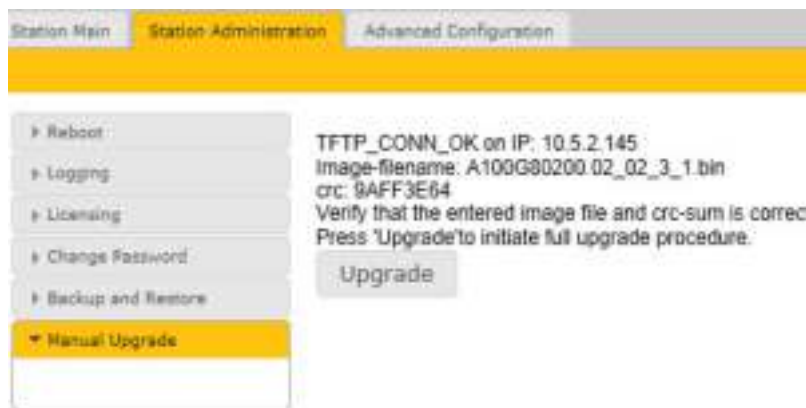 Station Main Station Administration Advanced Configuration
Reboot
Logging
Licensing
Change Password
Backup and Restore
Manual Upgrade
TFTP_CONN_OK on IP: 10.5.2.145
Image-filename: A100G80200.02_02_3_1.bin
crc: 9AFF3E64
Verify that the entered image file and crc-sum is correc
Press 'Upgrade'to initiate full upgrade procedure.
Upgrade